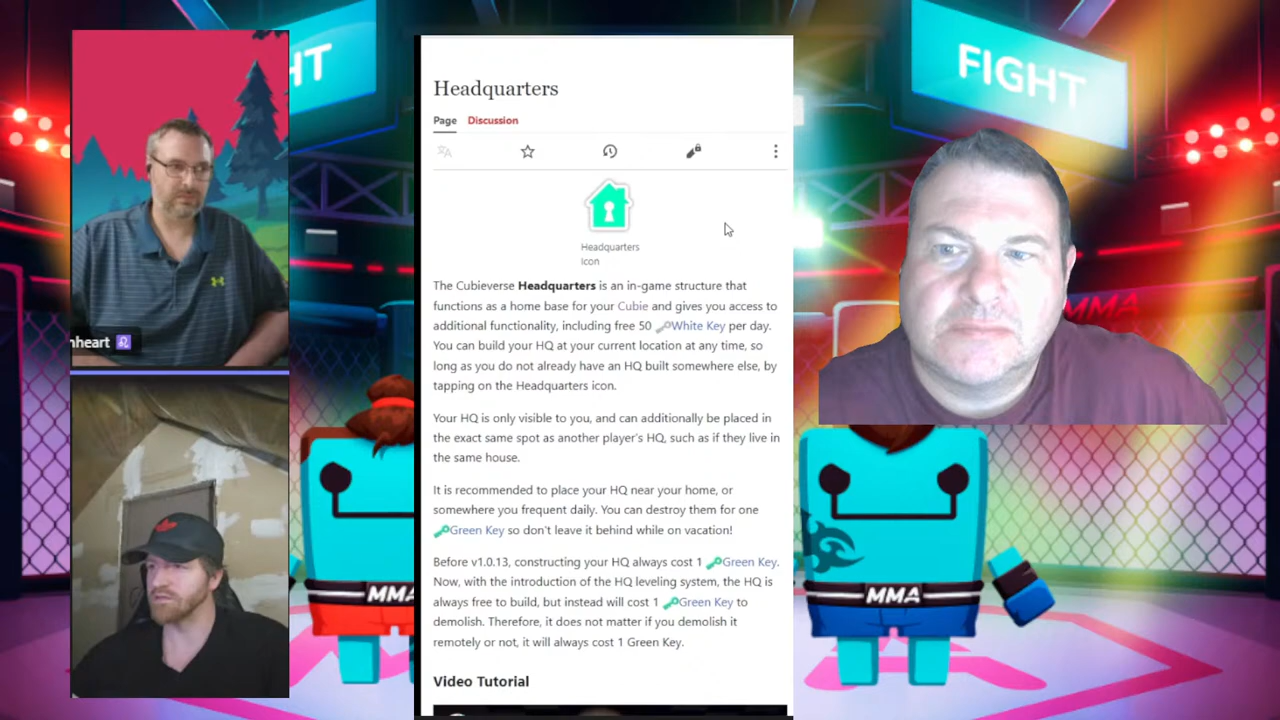 HT
FIGHT
Headquarters
Page Discussion
Headquarters
Icon
The Cubieverse Headquarters is an in-game structure that
functions as a home base for your Cubie and gives you access to
additional functionality, including free 50 White Key per day.
You can build your HQ at your current location at any time, so
long as you do not already have an HQ built somewhere else, by
tapping on the Headquarters icon.
Your HQ is only visible to you, and can additionally be placed in
the exact same spot as another player's HQ, such as if they live in
the same house.
It is recommended to place your HQ near your home, or
somewhere you frequent daily. You can destroy them for one
Green Key so don't leave it behind while on vacation!
Before v1.0.13, constructing your HQ always cost 1 Green Key.
Now, with the introduction of the HQ leveling system, the HQ is
always free to build, but instead will cost 1 Green Key to
demolish. Therefore, it does not matter if you demolish it
remotely or not, it will always cost 1 Green Key.
Video Tutorial
nheart
MMA
MMA
MMA